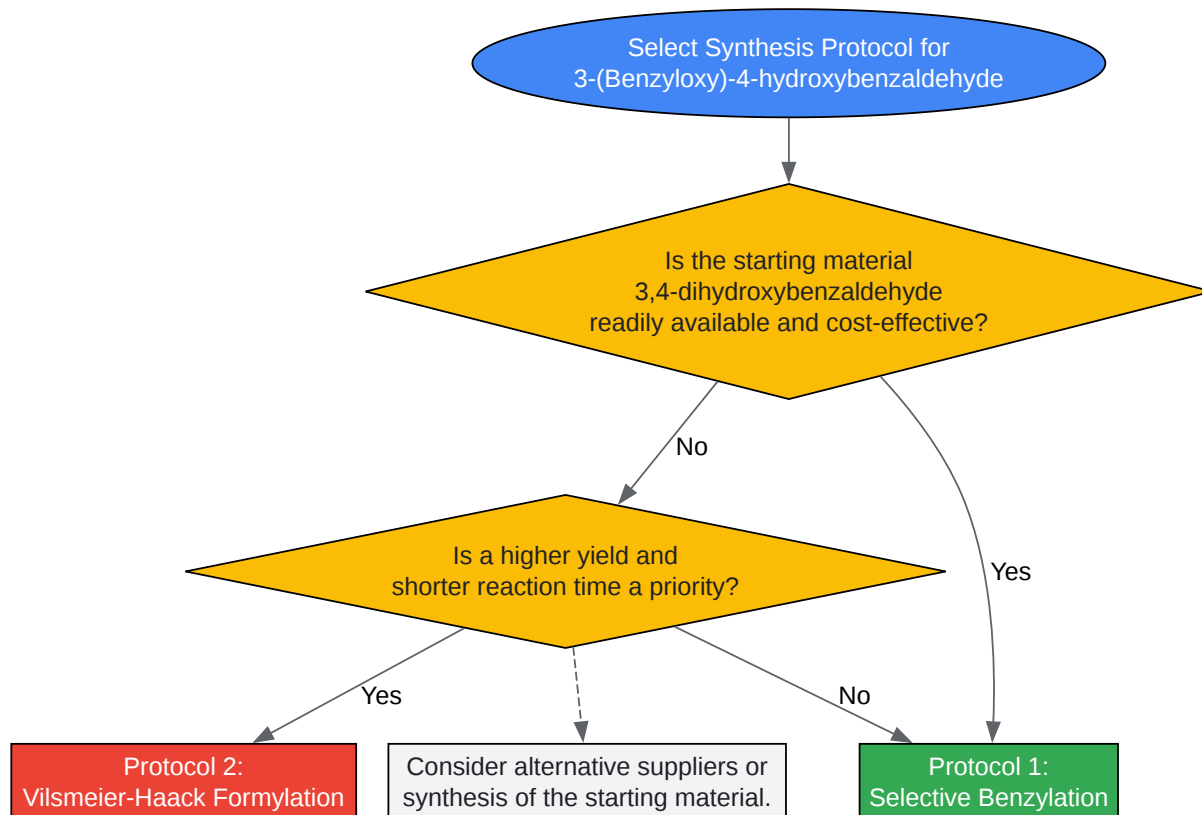 Select Synthesis Protocol for
3-(Benzyloxy)-4-hydroxybenzaldehyde
Is the starting material
3,4-dihydroxybenzaldehyde
readily available and cost-effective?
No
Yes
Is a higher yield and
shorter reaction time a priority?
Yes
No
Protocol 2:
Vilsmeier-Haack Formylation
Consider alternative suppliers or
synthesis of the starting material.
Protocol 1:
Selective Benzylation